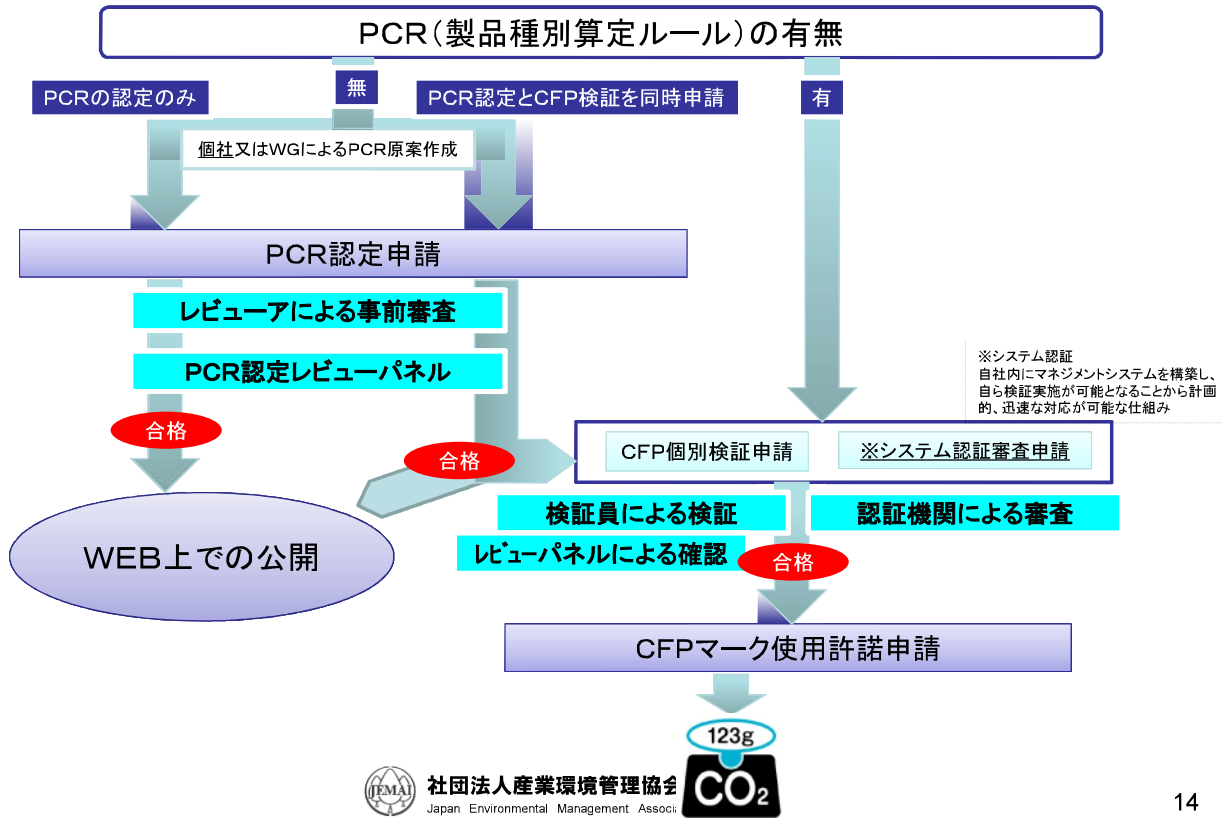 PCR（製品種別算定ルール）の有無
PCRの認定のみ
無
PCR認定とCFP検証を同時申請
有
個社又はWGによるPCR原案作成
PCR認定申請
レビューアによる事前審査
PCR認定レビューパネル
合格
合格
※システム認証
自社内にマネジメントシステムを構築し、
自ら検証実施が可能となることから計画
的、迅速な対応が可能な仕組み
CFP個別検証申請
※システム認証審査申請
検証員による検証
認証機関による審査
レビューパネルによる確認
合格
WEB上での公開
CFPマーク使用許諾申請
123g
CO2
JEMAI
社団法人産業環境管理協会
Japan Environmental Management Associ
14